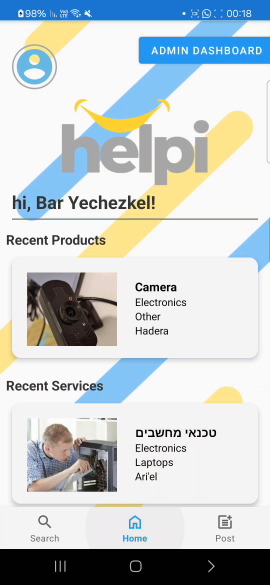 98%
00:18
ADMIN DASHBOARD
helpi
hi, Bar Yechezkel!
Recent Products
Camera
Electronics
Other
Hadera
Recent Services
טכנאי מחשבים
Electronics
Laptops
Ari'el
Search
Home
Post